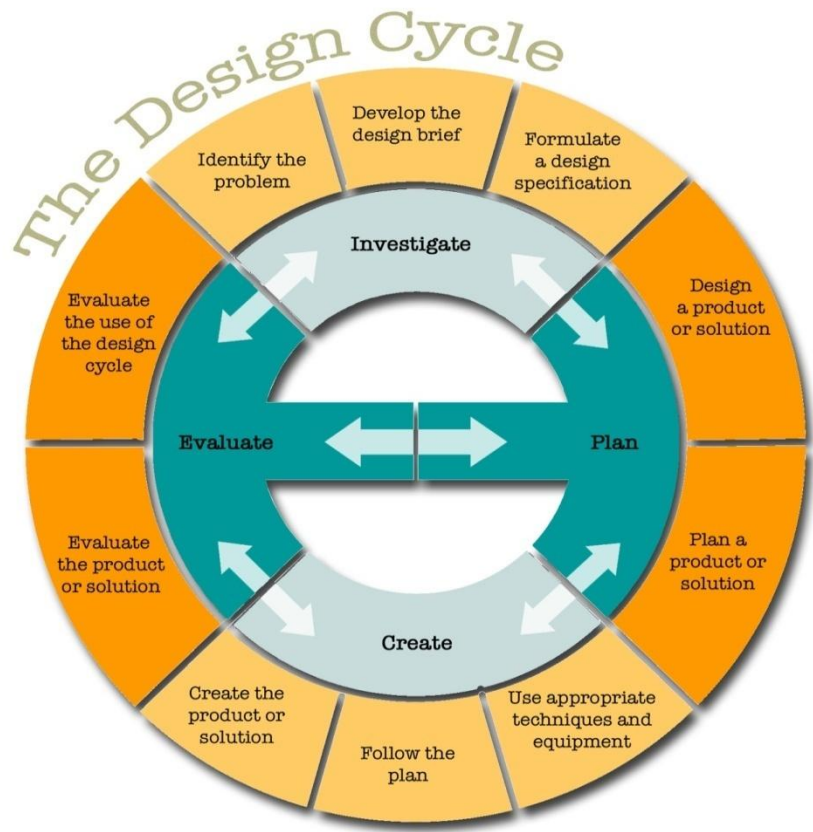 The Design Cycle
Identify the
problem
Develop the
design brief
Formulate
a design
specification
Design
a product
or solution
Plan a
product or
solution
Use appropriate
techniques and
equipment
Follow the
plan
Create the
product or
solution
Evaluate
the product
or solution
Evaluate
the use of
the design
cycle
Investigate
Plan
Create
Evaluate